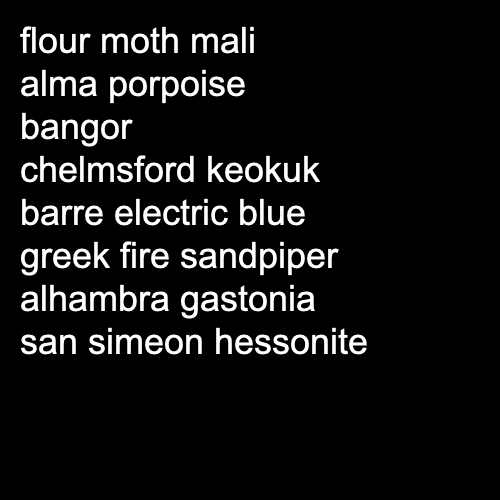 flour moth mali
alma porpoise
bangor
chelmsford keokuk
barre electric blue
greek fire sandpiper
alhambra gastonia
san simeon hessonite